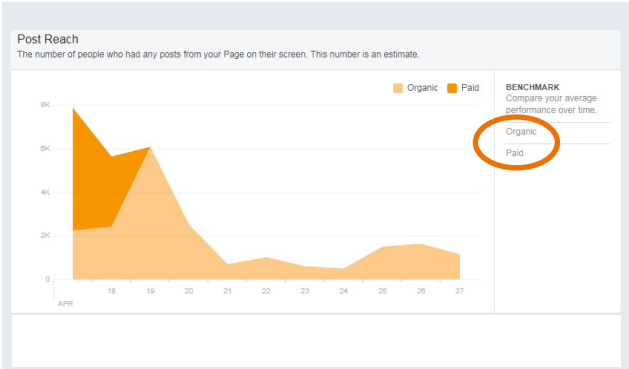 Post Reach
The number of people who had any posts from your Page on their screen. This number is an estimate.
Organic Paid
BENCHMARK
Compare your average
performance over time.
Organic
Paid
8K
6K
4K
2K
0
18 19 20 21 22 23 24 25 26 27
APR